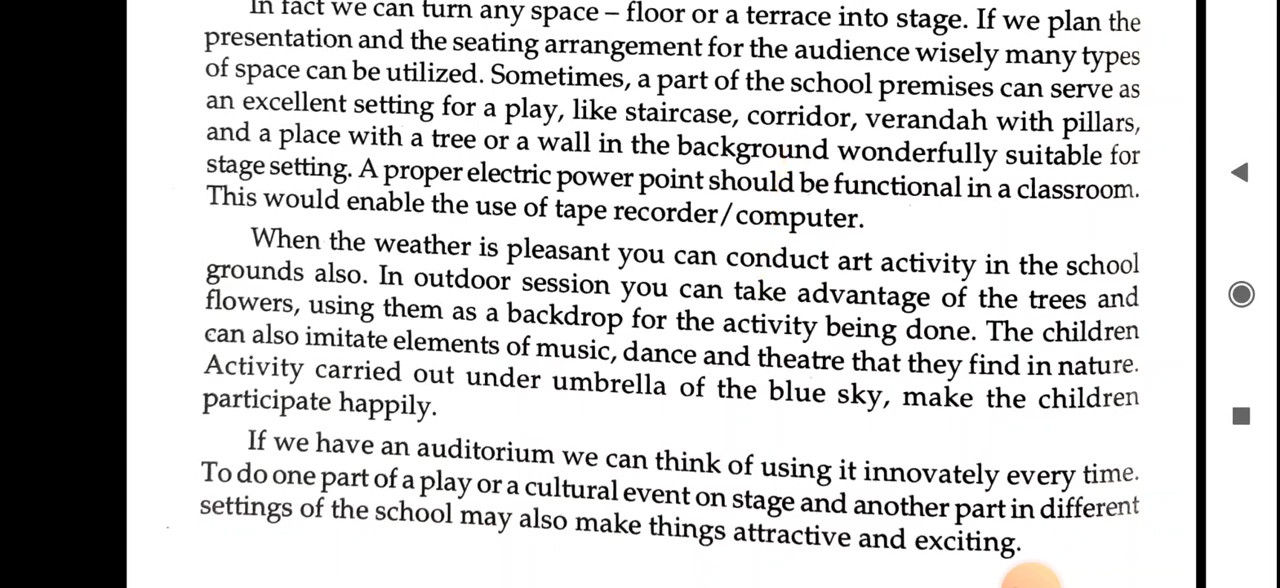 In fact we can turn any space – floor or a terrace into stage. If we plan the
presentation and the seating arrangement for the audience wisely many types
of space can be utilized. Sometimes, a part of the school premises can serve as
an excellent setting for a play, like staircase, corridor, verandah with pillars,
and a place with a tree or a wall in the background wonderfully suitable for
stage setting. A proper electric power point should be functional in a classroom.
This would enable the use of tape recorder/computer.
When the weather is pleasant you can conduct art activity in the school
grounds also. In outdoor session you can take advantage of the trees and
flowers, using them as a backdrop for the activity being done. The children
can also imitate elements of music, dance and theatre that they find in nature.
Activity carried out under umbrella of the blue sky, make the children
participate happily.
If we have an auditorium we can think of using it innovately every time.
To do one part of a play or a cultural event on stage and another part in different
settings of the school may also make things attractive and exciting.